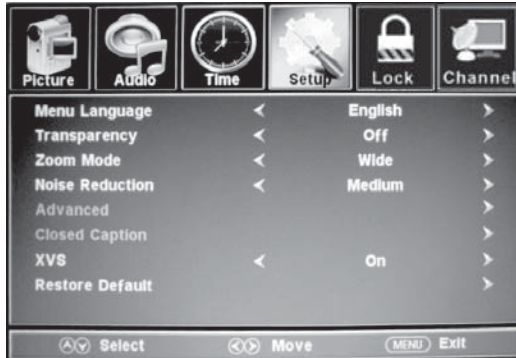 Picture Audio Time Setup Lock Channel
Menu Language English
Transparency Off
Zoom Mode Wide
Noise Reduction Medium
Advanced
Closed Caption
XVS On
Restore Default
Select Move MENU Exit